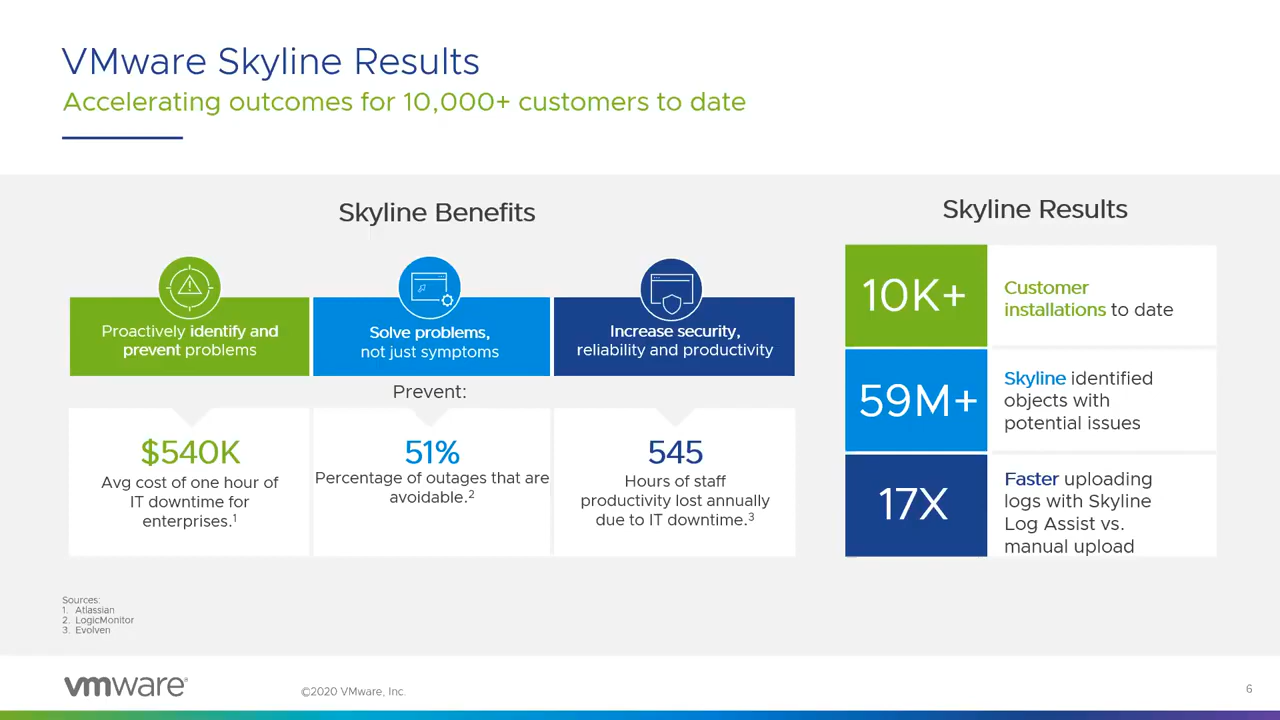 VMware Skyline Results
Accelerating outcomes for 10,000+ customers to date
Skyline Benefits
Proactively identify and
prevent problems
Solve problems,
not just symptoms
Increase security,
reliability and productivity
Prevent:
$540K
Avg cost of one hour of
IT downtime for
enterprises.1
51%
Percentage of outages that are
avoidable.2
545
Hours of staff
productivity lost annually
due to IT downtime.3
Skyline Results
10K+
Customer
installations to date
59M+
Skyline identified
objects with
potential issues
17X
Faster uploading
logs with Skyline
Log Assist vs.
manual upload
Sources:
1. Atlassian
2. LogicMonitor
3. Evolven
vmware®
©2020 VMware, Inc.
6